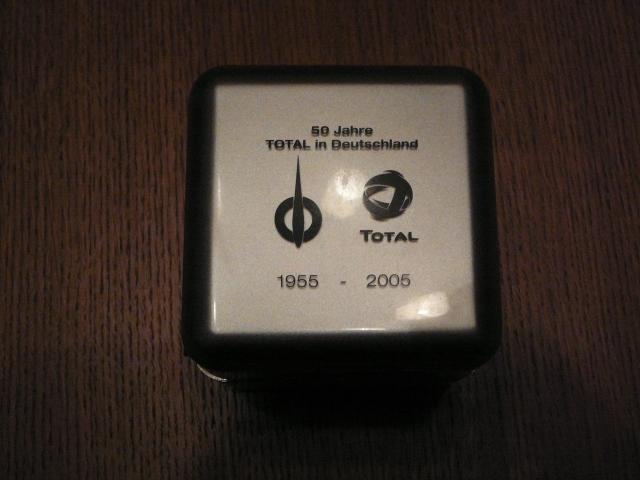 50 Jahre
TOTAL in Deutschland
TOTAL
1955 - 2005